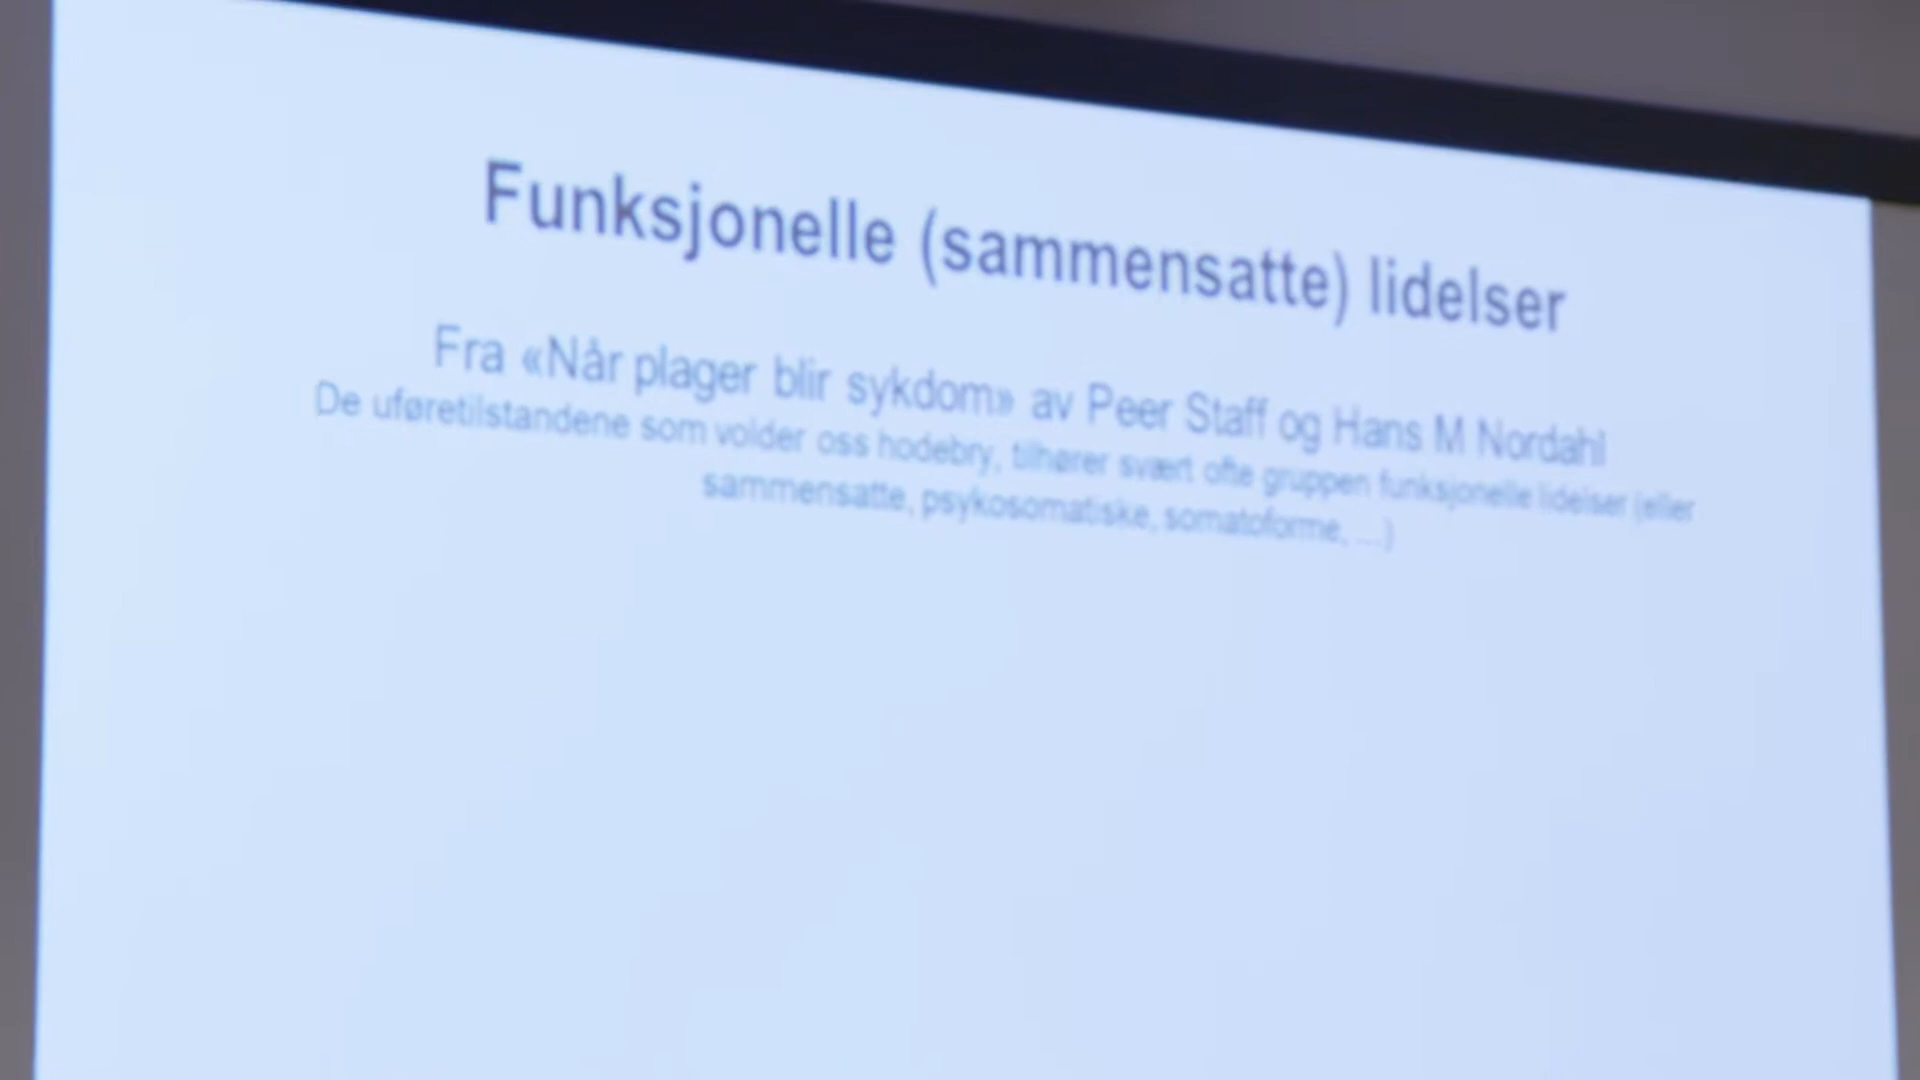 Funksjonelle (sammensatte) lidelser
Fra «Når plager blir sykdom» av Peer Staff og Hans M Nordahl
De uføretilstandene som volder oss hodebry, tilhører svært ofte gruppen funksjonelle lidelser (eller
sammensatte, psykosomatiske, somatoforme, ...)